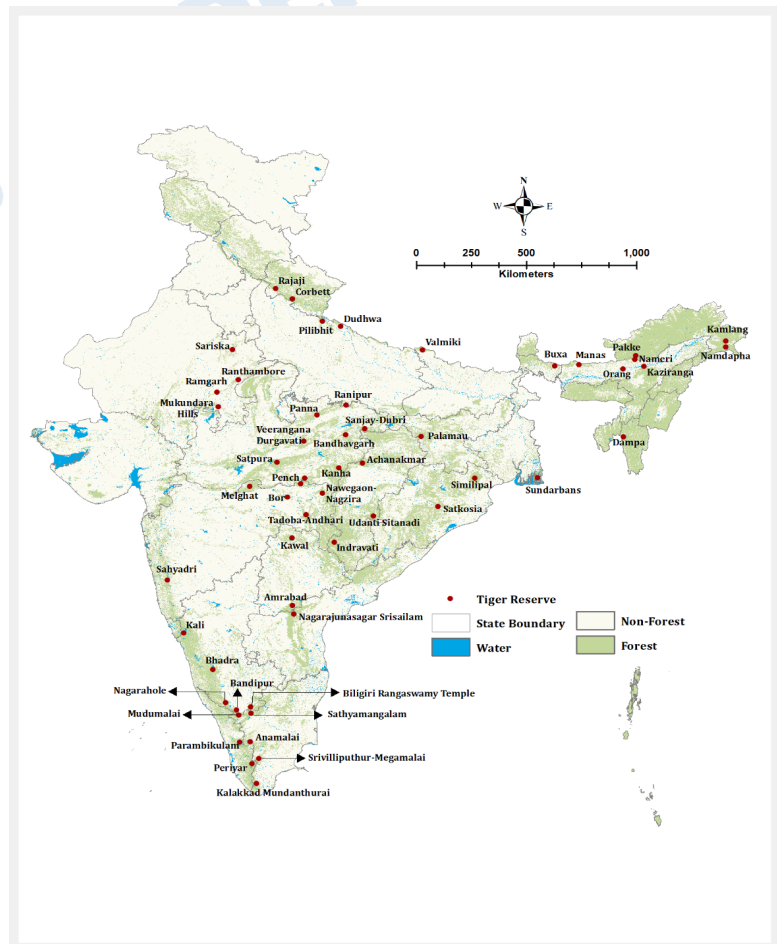 N
W E
S
0 250 500 1,000
Kilometers
Rajaji
Corbett
Dudhwa
Pilibhit
Valmiki
Sariska
Ranthambore
Ramgarh
Mukundara
Hills
Kamlang
Pakke
Buxa
Manas
Nameri
Namdapha
Orang
Kaziranga
Dampa
Ranipur
Panna
Sanjay-Dubri
Veerangana
Durgavati
Bandhavgarh
Palamau
Satpura
Achanakmar
Kanha
Pench
Melghat
Nawegaon-
Nagzira
Bor
Similipal
Sundarbans
Satkosia
Tadoba-Andhari
Udanti Sitanadi
Kawal
Indravati
Sahyadri
Amrabad
Nagarajunasagar Srisailam
Kali
Bhadra
Nagarahole
Bandipur
Biligiri Rangaswamy Temple
Mudumalai
Sathyamangalam
Parambikulam
Anamalai
Srivilliputhur-Megamalai
Periyar
Kalakkad Mundanthurai
Tiger Reserve
State Boundary
Water
Non-Forest
Forest